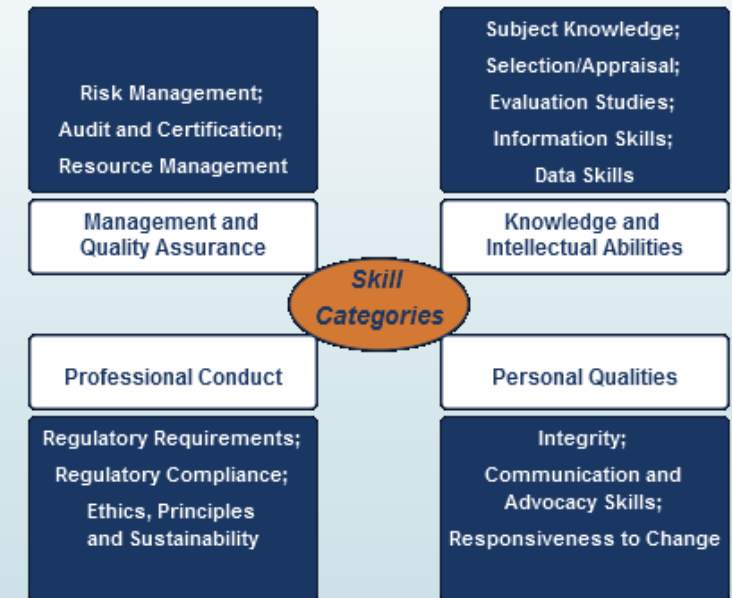 Risk Management;
Audit and Certification;
Resource Management
Management and
Quality Assurance
Subject Knowledge;
Selection/Appraisal;
Evaluation Studies;
Information Skills;
Data Skills
Knowledge and
Intellectual Abilities
Skill
Categories
Professional Conduct
Regulatory Requirements;
Regulatory Compliance;
Ethics, Principles
and Sustainability
Personal Qualities
Integrity;
Communication and
Advocacy Skills;
Responsiveness to Change